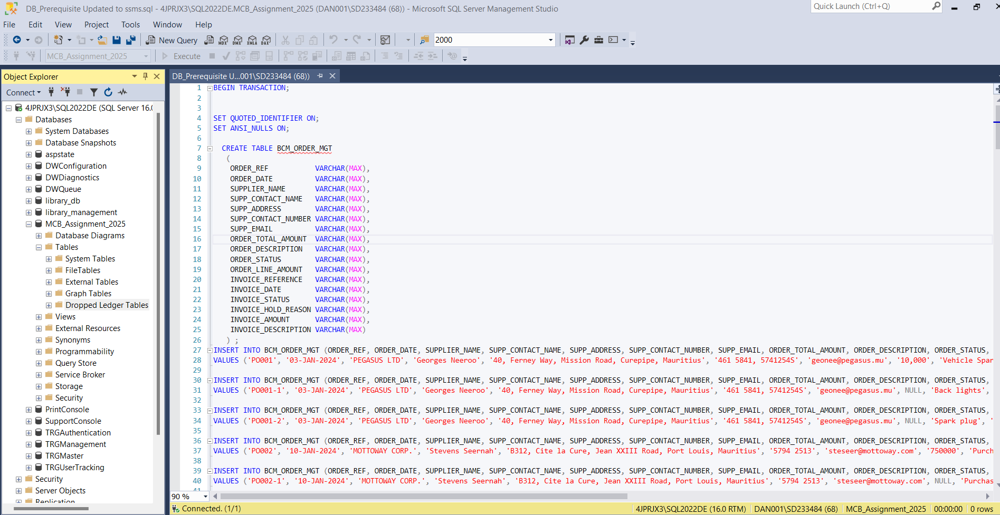 DB_Prerequisite Updated to ssms.sql - 4JPRJX3\SQL2022DE.MCB_Assignment_2025 (DAN001\SD233484 (68)) - Microsoft SQL Server Management Studio
Quick Launch (Ctrl+Q)
File Edit View Project Tools Window Help
New Query MDX DMX XMLA DAX 2000
MCB_Assignment_2025 Execute
Object Explorer
Connect
4JPRJX3\SQL2022DE (SQL Server 16.0
Databases
System Databases
Database Snapshots
aspstate
DWConfiguration
DWDiagnostics
DWQueue
library_db
library_management
MCB_Assignment_2025
Database Diagrams
Tables
System Tables
FileTables
External Tables
Graph Tables
Dropped Ledger Tables
Views
External Resources
Synonyms
Programmability
Query Store
Service Broker
Storage
Security
PrintConsole
SupportConsole
TRGAuthentication
TRGManagement
TRGMaster
TRGUserTracking
Security
Server Objects
Replication
DB_Prerequisite U...001\SD233484 (68))
1 BEGIN TRANSACTION;
2
3
4 SET QUOTED_IDENTIFIER ON;
5 SET ANSI_NULLS ON;
6
7 CREATE TABLE BCM_ORDER_MGT
8 (
9 ORDER_REF VARCHAR(MAX),
10 ORDER_DATE VARCHAR(MAX),
11 SUPPLIER_NAME VARCHAR(MAX),
12 SUPP_CONTACT_NAME VARCHAR(MAX),
13 SUPP_ADDRESS VARCHAR(MAX),
14 SUPP_CONTACT_NUMBER VARCHAR(MAX),
15 SUPP_EMAIL VARCHAR(MAX),
16 ORDER_TOTAL_AMOUNT VARCHAR(MAX),
17 ORDER_DESCRIPTION VARCHAR(MAX),
18 ORDER_STATUS VARCHAR(MAX),
19 ORDER_LINE_AMOUNT VARCHAR(MAX),
20 INVOICE_REFERENCE VARCHAR(MAX),
21 INVOICE_DATE VARCHAR(MAX),
22 INVOICE_STATUS VARCHAR(MAX),
23 INVOICE_HOLD_REASON VARCHAR(MAX),
24 INVOICE_AMOUNT VARCHAR(MAX),
25 INVOICE_DESCRIPTION VARCHAR(MAX)
26 ) ;
27 INSERT INTO BCM_ORDER_MGT (ORDER_REF, ORDER_DATE, SUPPLIER_NAME, SUPP_CONTACT_NAME, SUPP_ADDRESS, SUPP_CONTACT_NUMBER, SUPP_EMAIL, ORDER_TOTAL_AMOUNT, ORDER_DESCRIPTION, ORDER_STATUS,
28 VALUES ('PO001', '03-JAN-2024', 'PEGASUS LTD', 'Georges Neeroo', '40, Ferney Way, Mission Road, Curepipe, Mauritius', '461 5841, 5741254S', 'geonee@pegasus.mu', '10,000', 'Vehicle Spar
29
30 INSERT INTO BCM_ORDER_MGT (ORDER_REF, ORDER_DATE, SUPPLIER_NAME, SUPP_CONTACT_NAME, SUPP_ADDRESS, SUPP_CONTACT_NUMBER, SUPP_EMAIL, ORDER_TOTAL_AMOUNT, ORDER_DESCRIPTION, ORDER_STATUS,
31 VALUES ('PO001-1', '03-JAN-2024', 'PEGASUS LTD', 'Georges Neeroo', '40, Ferney Way, Mission Road, Curepipe, Mauritius', '461 5841, 5741254S', 'geonee@pegasus.mu', NULL, 'Back lights',
32
33 INSERT INTO BCM_ORDER_MGT (ORDER_REF, ORDER_DATE, SUPPLIER_NAME, SUPP_CONTACT_NAME, SUPP_ADDRESS, SUPP_CONTACT_NUMBER, SUPP_EMAIL, ORDER_TOTAL_AMOUNT, ORDER_DESCRIPTION, ORDER_STATUS,
34 VALUES ('PO001-2', '03-JAN-2024', 'PEGASUS LTD', 'Georges Neeroo', '40, Ferney Way, Mission Road, Curepipe, Mauritius', '461 5841, 5741254S', 'geonee@pegasus.mu', NULL, 'Spark plug', '
35
36 INSERT INTO BCM_ORDER_MGT (ORDER_REF, ORDER_DATE, SUPPLIER_NAME, SUPP_CONTACT_NAME, SUPP_ADDRESS, SUPP_CONTACT_NUMBER, SUPP_EMAIL, ORDER_TOTAL_AMOUNT, ORDER_DESCRIPTION, ORDER_STATUS,
37 VALUES ('PO002', '10-JAN-2024', 'MOTTOWAY CORP.', 'Stevens Seernah', 'B312, Cite la Cure, Jean XXIII Road, Port Louis, Mauritius', '5794 2513', 'steseer@mottoway.com', '750000', 'Purch
38
39 INSERT INTO BCM_ORDER_MGT (ORDER_REF, ORDER_DATE, SUPPLIER_NAME, SUPP_CONTACT_NAME, SUPP_ADDRESS, SUPP_CONTACT_NUMBER, SUPP_EMAIL, ORDER_TOTAL_AMOUNT, ORDER_DESCRIPTION, ORDER_STATUS,
40 VALUES ('PO002-1', '10-JAN-2024', 'MOTTOWAY CORP.', 'Stevens Seernah', 'B312, Cite la Cure, Jean XXIII Road, Port Louis, Mauritius', '5794 2513', 'steseer@mottoway.com', NULL, 'Purchas
41
90 %
Connected. (1/1) 4JPRJX3\SQL2022DE (16.0 RTM) DAN001\SD233484 (68) MCB_Assignment_2025 00:00:00 0 rows